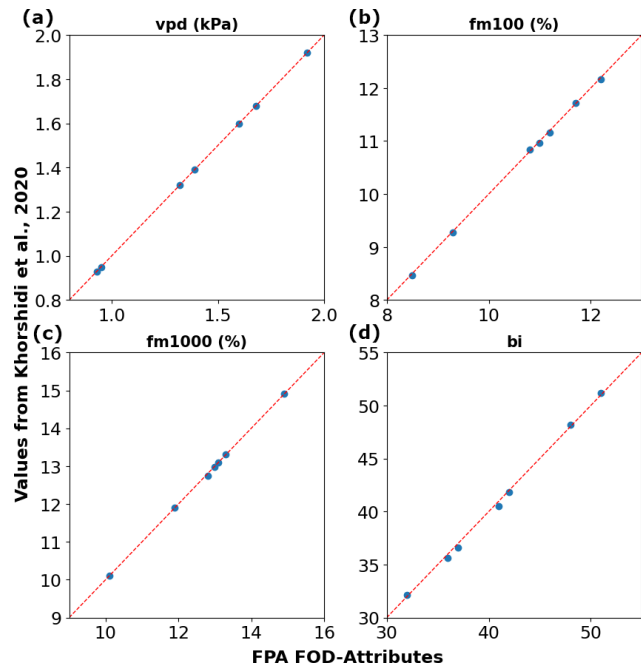 (a) vpd (kPa)
(b) fm100 (%)
2.0
1.8
1.6
1.4
1.2
1.0
0.8
1.0 1.5 2.0
13
12
11
10
9
8
8 10 12
Values from Khorshidi et al., 2020
(c) fm1000 (%)
(d) bi
16
15
14
13
12
11
10
9
10 12 14 16
55
50
45
40
35
30
30 40 50
FPA FOD-Attributes